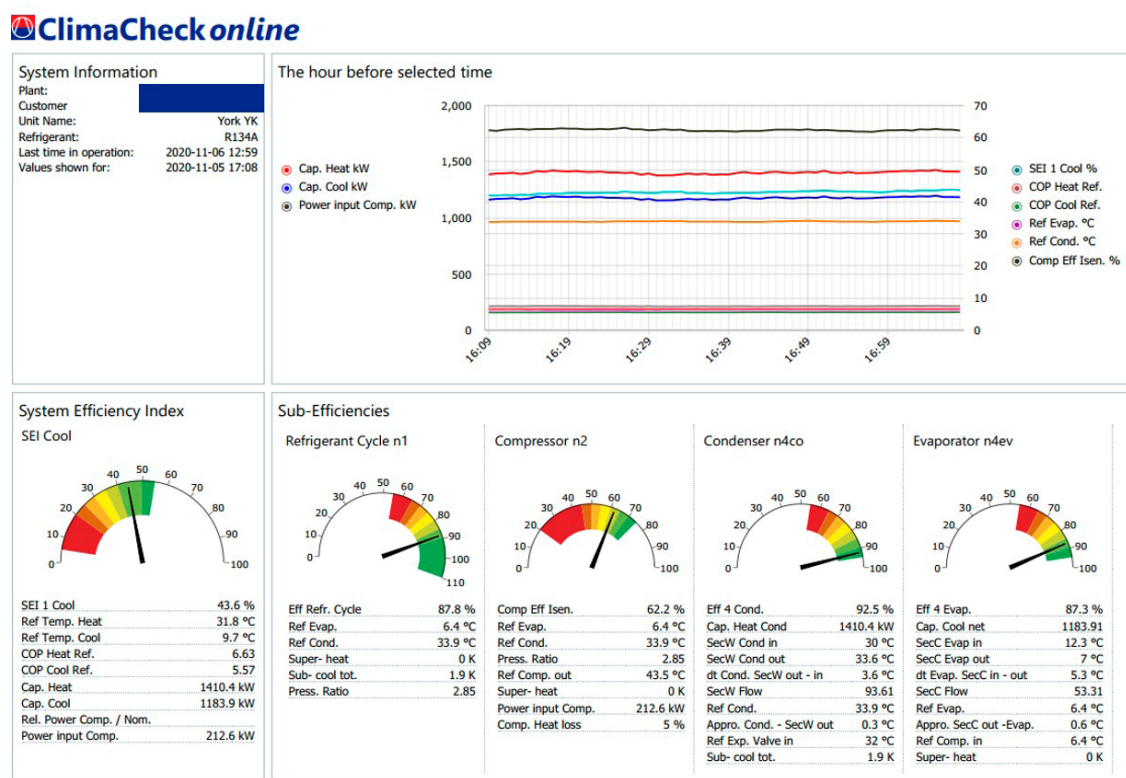 ClimaCheck online
System Information
Plant:
Customer
Unit Name: York YK
Refrigerant: R134A
Last time in operation: 2020-11-06 12:59
Values shown for: 2020-11-05 17:08
The hour before selected time
Cap. Heat kW
Cap. Cool kW
Power input Comp. kW
2,000
1,500
1,000
500
0
70
60
50
40
30
20
10
0
16:09
16:19
16:29
16:39
16:49
16:59
SEI 1 Cool %
COP Heat Ref.
COP Cool Ref.
Ref Evap. °C
Ref Cond. °C
Comp Eff Isen. %
System Efficiency Index
SEI Cool
0 10 20 30 40 50 60 70 80 90 100
SEI 1 Cool 43.6 %
Ref Temp. Heat 31.8 °C
Ref Temp. Cool 9.7 °C
COP Heat Ref. 6.63
COP Cool Ref. 5.57
Cap. Heat 1410.4 kW
Cap. Cool 1183.9 kW
Rel. Power Comp. / Nom.
Power input Comp. 212.6 kW
Sub-Efficiencies
Refrigerant Cycle n1
0 10 20 30 40 50 60 70 80 90 100 110
Eff Refr. Cycle 87.8 %
Ref Evap. 6.4 °C
Ref Cond. 33.9 °C
Super- heat 0 K
Sub- cool tot. 1.9 K
Press. Ratio 2.85
Compressor n2
0 10 20 30 40 50 60 70 80 90 100
Comp Eff Isen. 62.2 %
Ref Evap. 6.4 °C
Ref Cond. 33.9 °C
Press. Ratio 2.85
Ref Comp. out 43.5 °C
Super- heat 0 K
Power input Comp. 212.6 kW
Comp. Heat loss 5 %
Condenser n4co
0 10 20 30 40 50 60 70 80 90 100
Eff 4 Cond. 92.5 %
Cap. Heat Cond 1410.4 kW
SecW Cond in 30 °C
SecW Cond out 33.6 °C
dt Cond. SecW out - in 3.6 °C
SecW Flow 93.61
Ref Cond. 33.9 °C
Appro. Cond. - SecW out 0.3 °C
Ref Exp. Valve in 32 °C
Sub- cool tot. 1.9 K
Evaporator n4ev
0 10 20 30 40 50 60 70 80 90 100
Eff 4 Evap. 87.3 %
Cap. Cool net 1183.91
SecC Evap in 12.3 °C
SecC Evap out 7 °C
dt Evap. SecC in - out 5.3 °C
SecC Flow 53.31
Ref Evap. 6.4 °C
Appro. SecC out -Evap. 0.6 °C
Ref Comp. in 6.4 °C
Super- heat 0 K